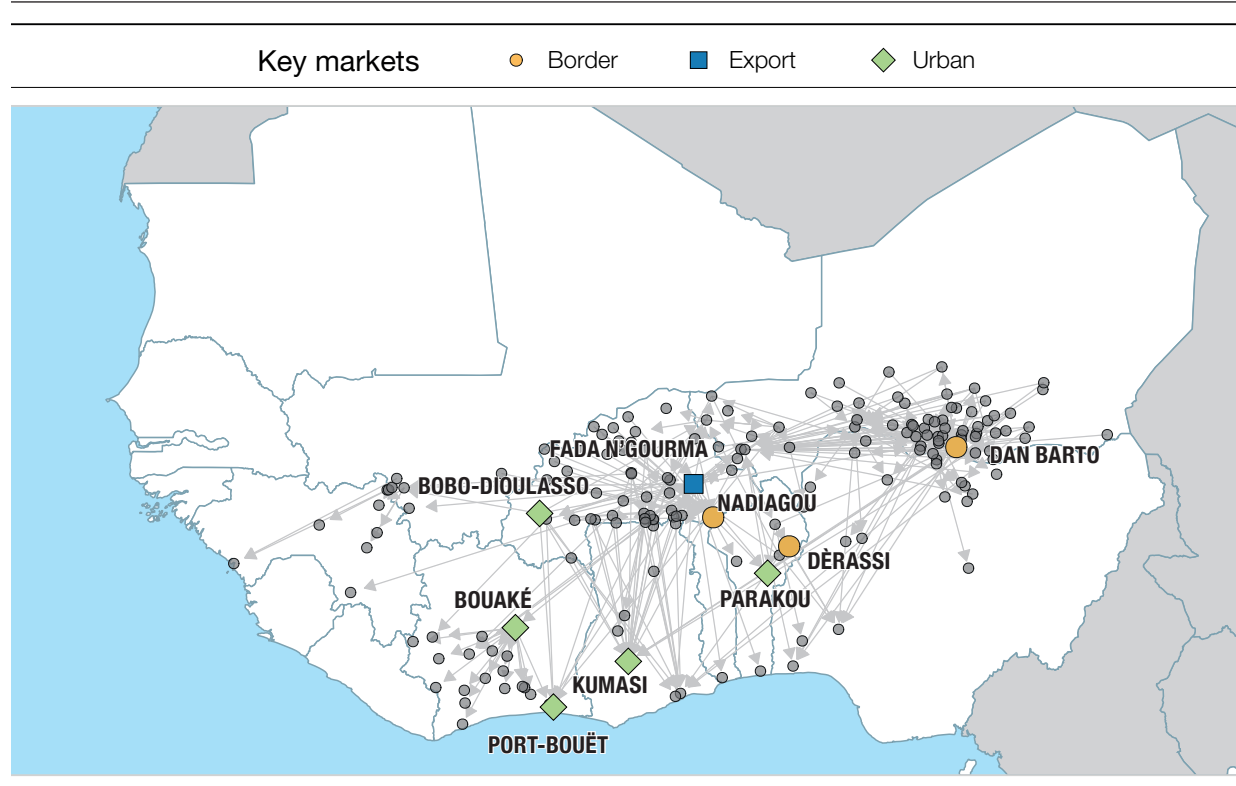 Key markets Border Export Urban
FADA N'GOURMA
DAN BARTO
BOBO-DIOULASSO
NADIAGOU
DÈRASSI
PARAKOU
BOUAKÉ
KUMASI
PORT-BOUËT